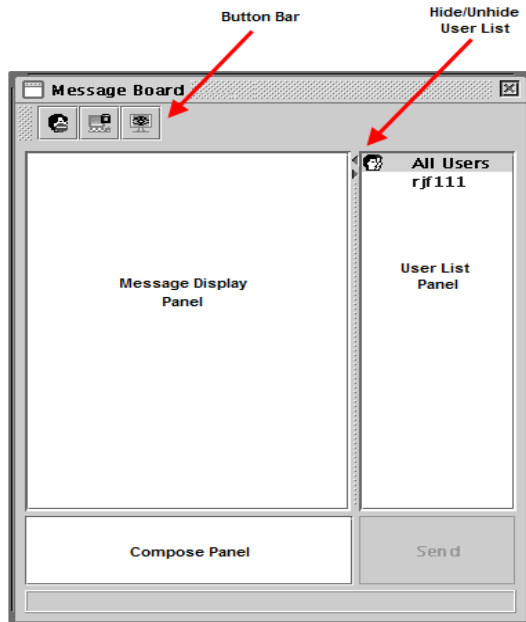 Button Bar
Hide/Unhide
User List
Message Board
All Users
rjf111
Message Display
Panel
User List
Panel
Compose Panel
Send